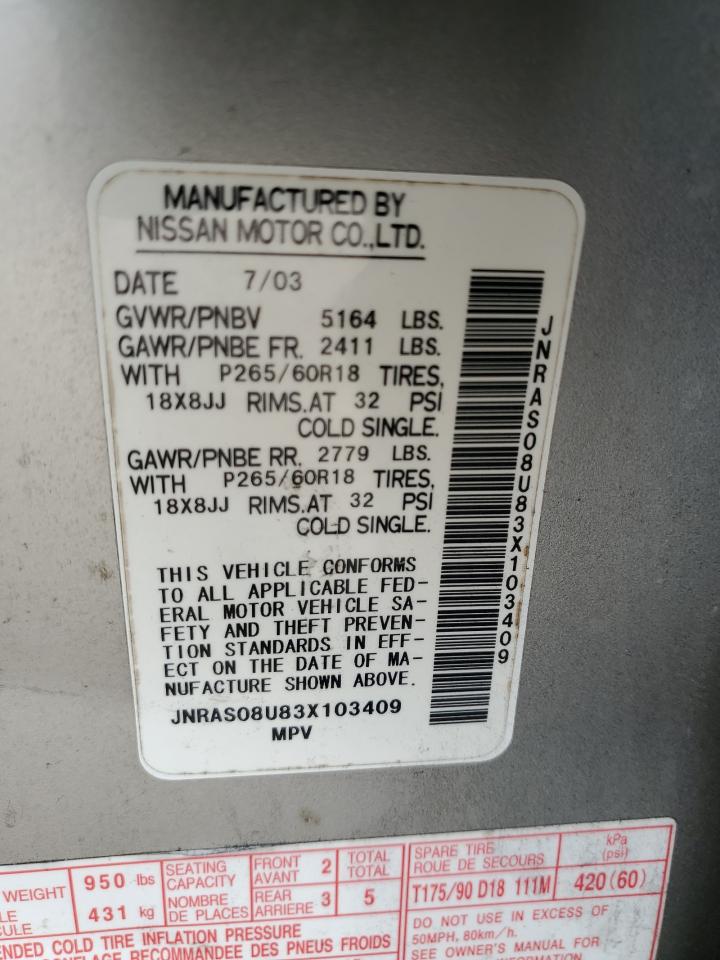 MANUFACTURED BY
NISSAN MOTOR CO.,LTD.
DATE 7/03
GVWR/PNBV 5164 LBS.
GAWR/PNBE FR. 2411 LBS.
WITH P265/60R18 TIRES,
18X8JJ RIMS.AT 32 PSI
COLD SINGLE.
GAWR/PNBE RR. 2779 LBS.
WITH P265/60R18 TIRES,
18X8JJ RIMS.AT 32 PSI
COLD SINGLE.
THIS VEHICLE CONFORMS
TO ALL APPLICABLE FED-
ERAL MOTOR VEHICLE SA-
FETY AND THEFT PREVEN-
TION STANDARDS IN EFF-
ECT ON THE DATE OF MA-
NUFACTURE SHOWN ABOVE.
JNRAS08U83X103409
MPV
JNRAS08U83X103409
WEIGHT 950 lbs
431 kg
SEATING
CAPACITY
NOMBRE
DE PLACES
FRONT
AVANT 2
REAR
ARRIERE 3
TOTAL
TOTAL
5
SPARE TIRE
ROUE DE SECOURS
kPa
(psi)
T175/90 D18 111M 420 (60)
DO NOT USE IN EXCESS OF
50MPH, 80km/h.
SEE OWNER'S MANUAL FOR
COLD TIRE INFLATION PRESSURE
RECOMMANDEE DES PNEUS FROIDS